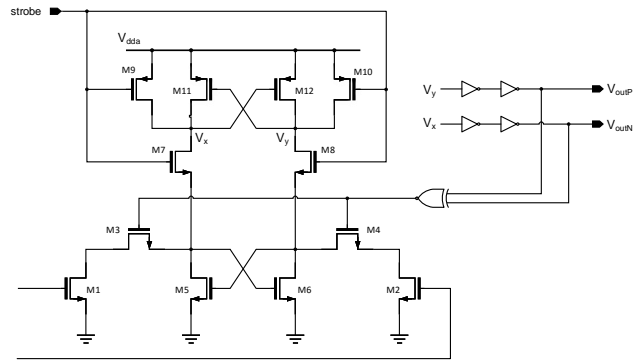 strobe
Vdda
M9
M11
M12
M10
Vx
Vy
M7
M8
Vy
VoutP
Vx
VoutN
M3
M4
M1
M5
M6
M2